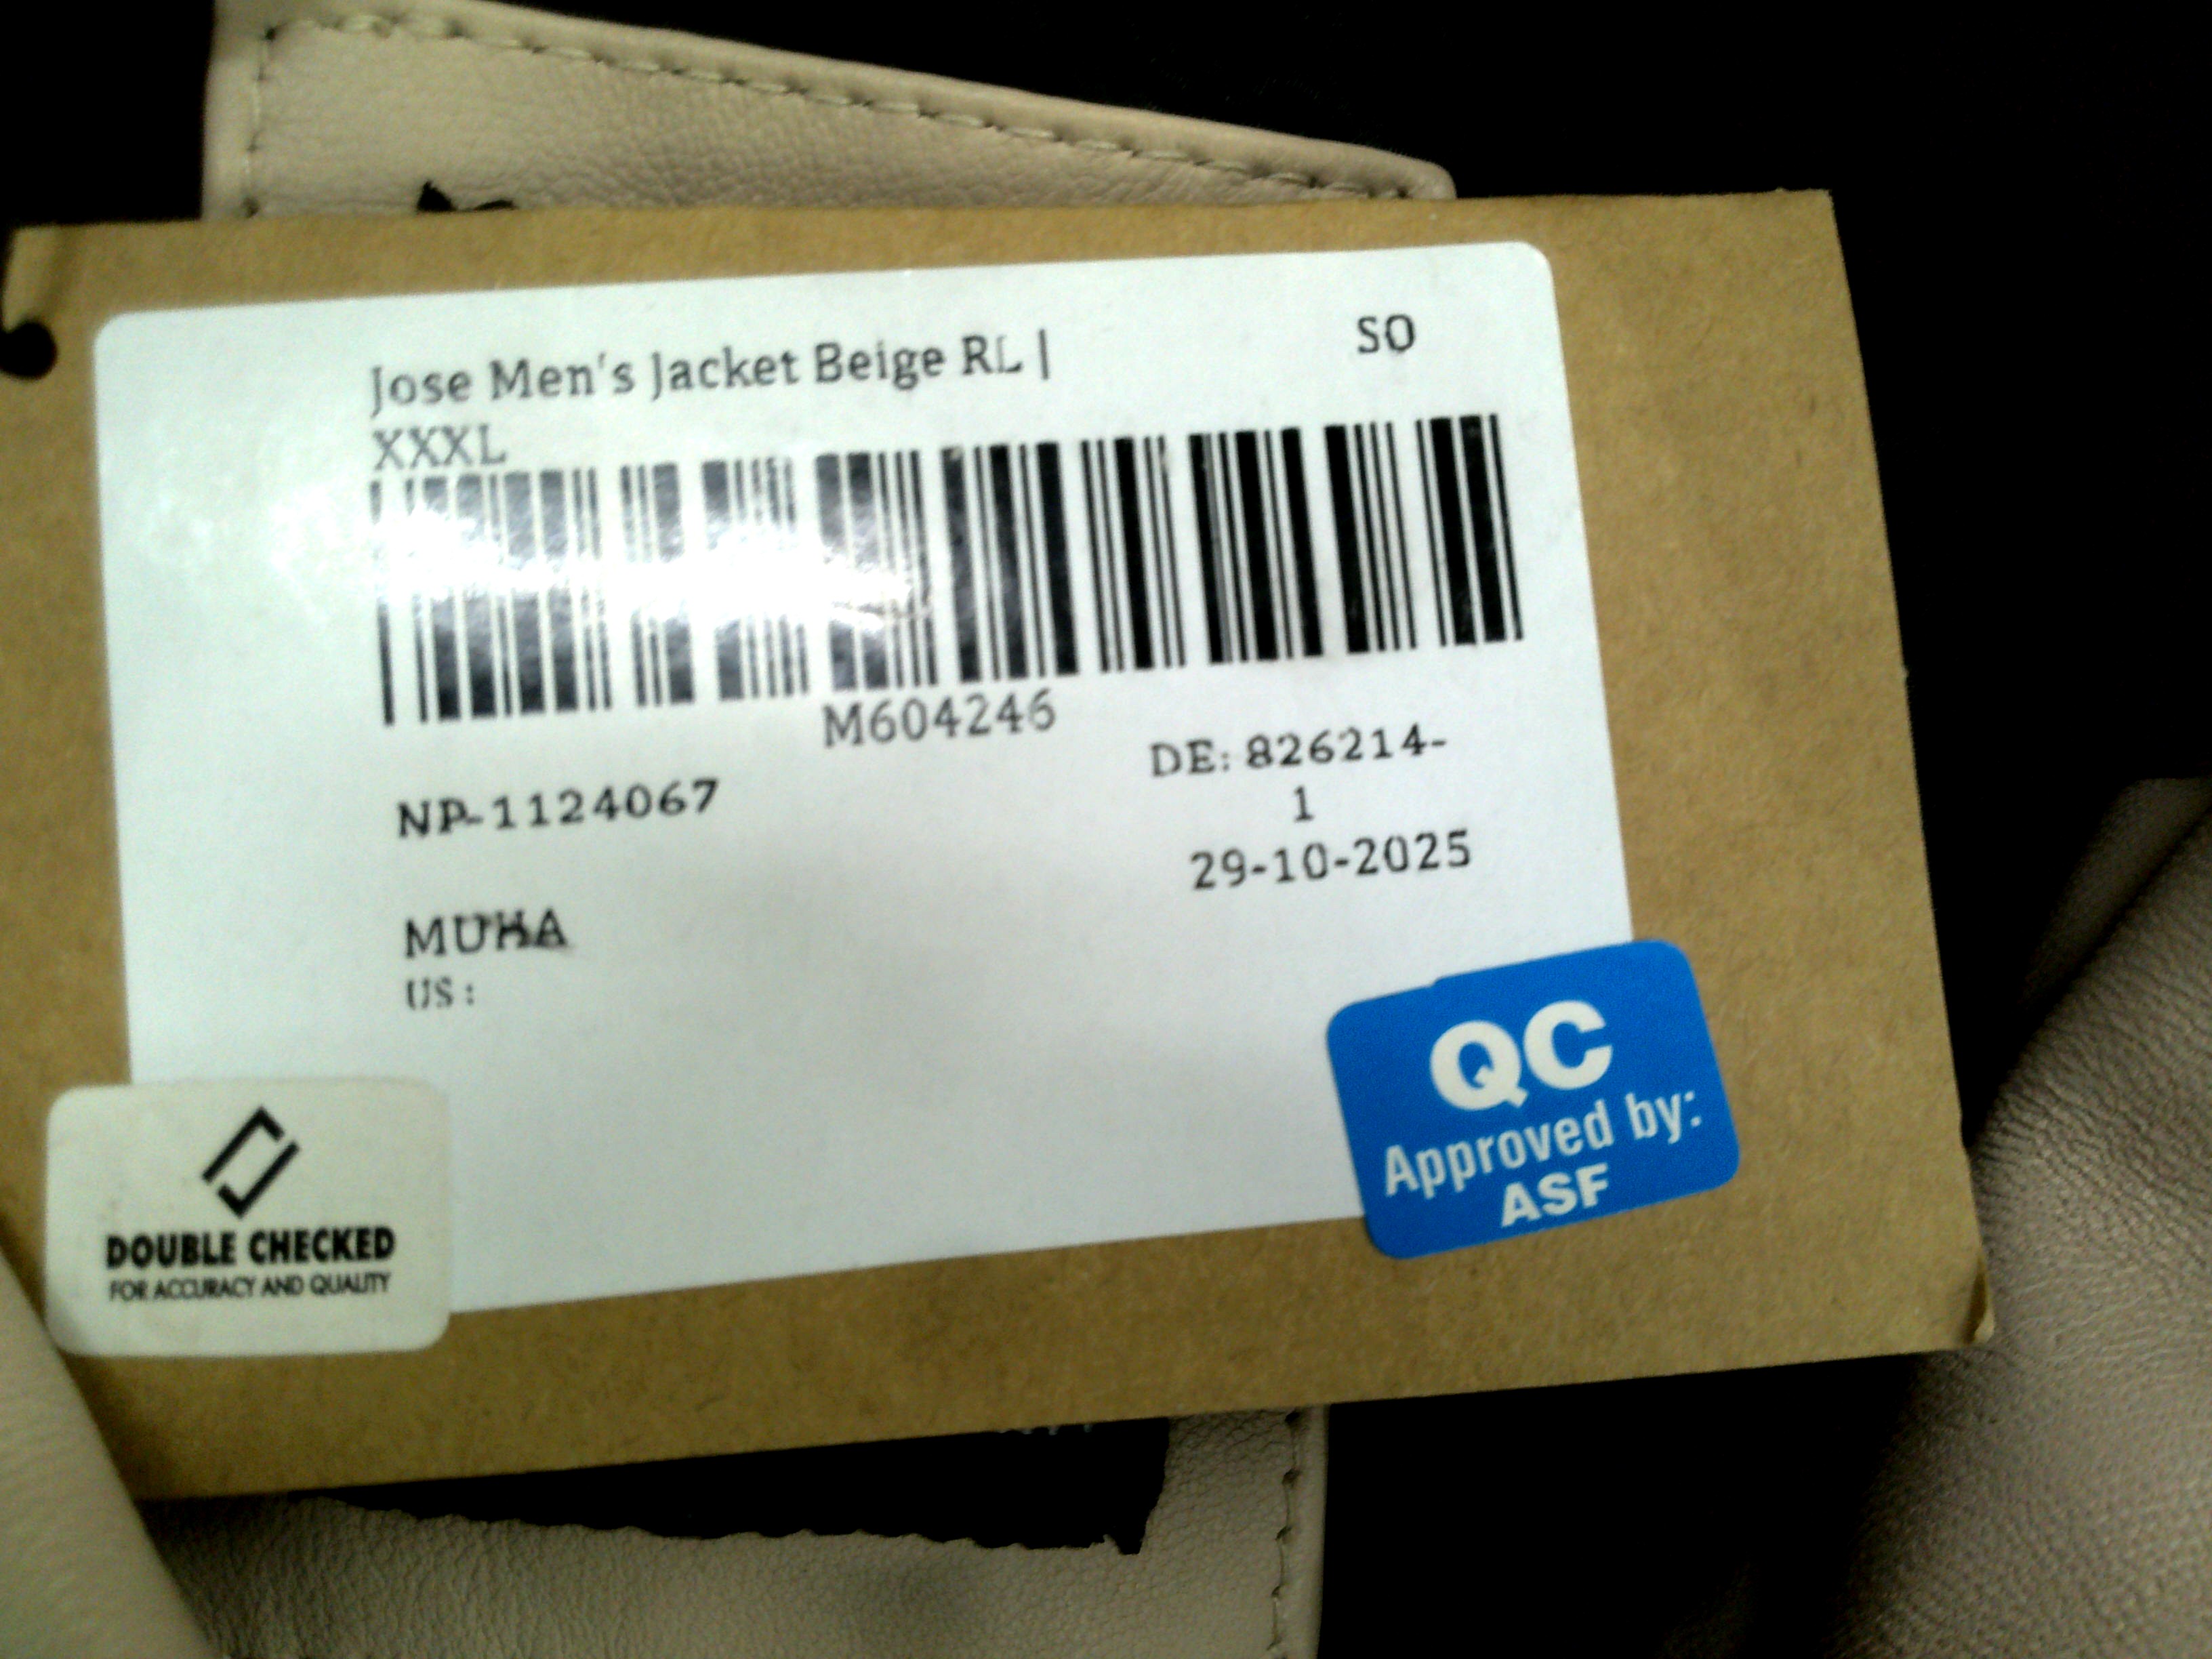 Jose Men's Jacket Beige RL |
XXXL
SO
M604246
NP-1124067
DE: 826214-
1
29-10-2025
MUHA
US :
QC
Approved by:
ASF
DOUBLE CHECKED
FOR ACCURACY AND QUALITY